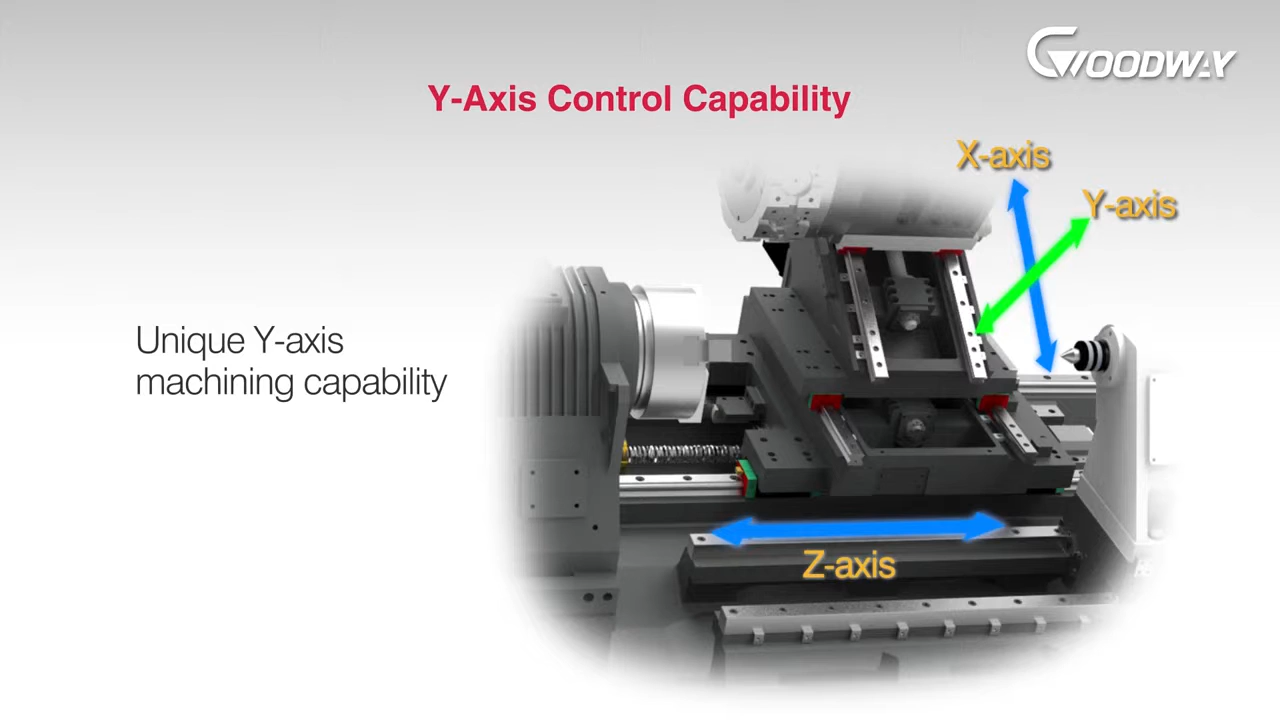 GOODWAY
Y-Axis Control Capability
X-axis
Y-axis
Unique Y-axis
machining capability
Z-axis